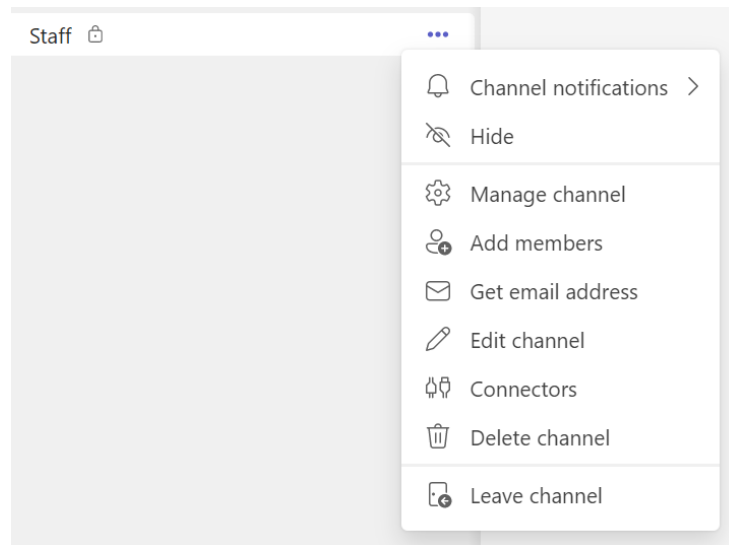 Staff
Channel notifications
Hide
Manage channel
Add members
Get email address
Edit channel
Connectors
Delete channel
Leave channel